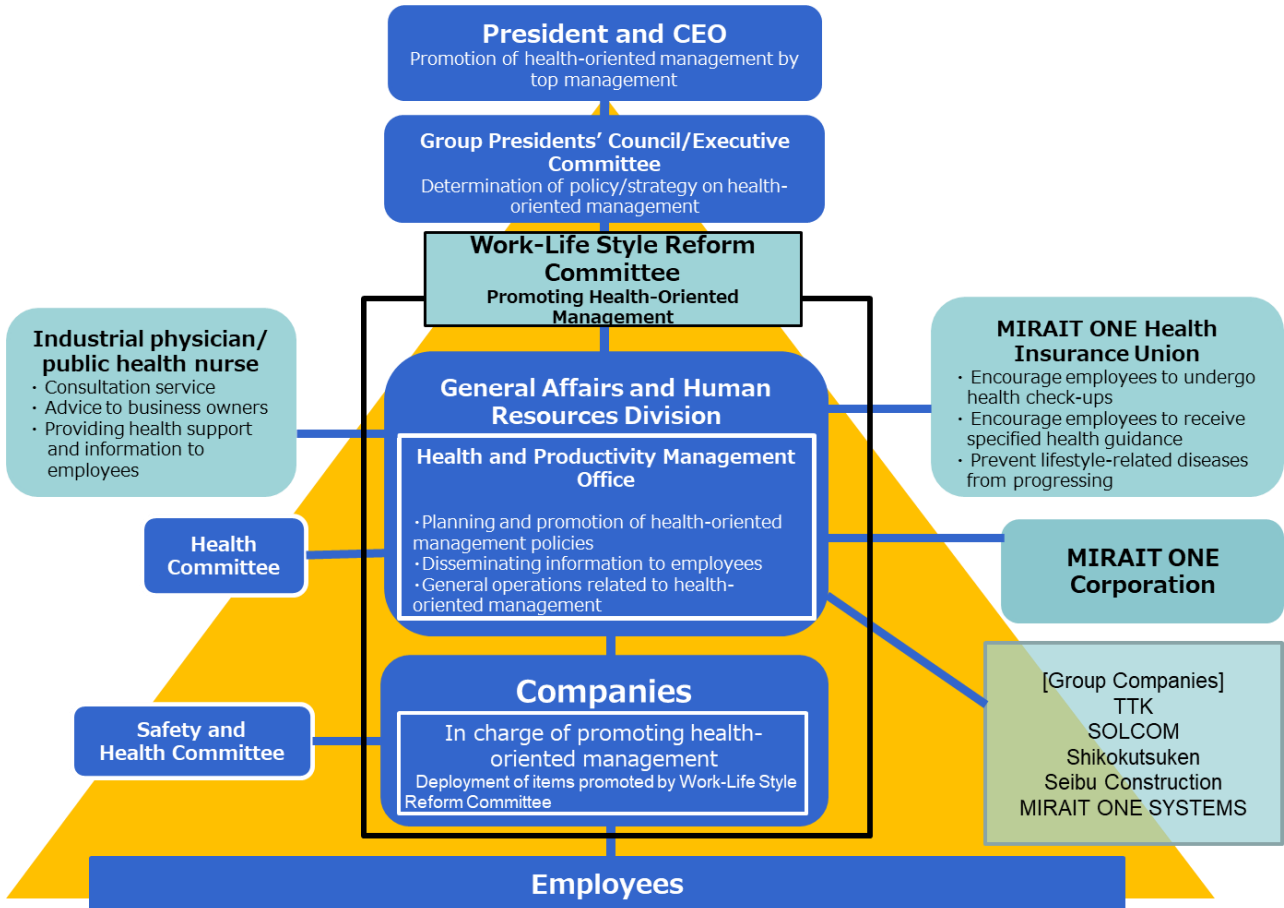 President and CEO
Promotion of health-oriented management by
top management
Group Presidents’ Council/Executive
Committee
Determination of policy/strategy on health-
oriented management
Work-Life Style Reform
Committee
Promoting Health-Oriented
Management
Industrial physician/
public health nurse
・Consultation service
・Advice to business owners
・Providing health support
and information to
employees
MIRAIT ONE Health
Insurance Union
・Encourage employees to undergo
health check-ups
・Encourage employees to receive
specified health guidance
・Prevent lifestyle-related diseases
from progressing
General Affairs and Human
Resources Division
Health and Productivity Management
Office
・Planning and promotion of health-oriented
management policies
・Disseminating information to employees
・General operations related to health-
oriented management
Health
Committee
MIRAIT ONE
Corporation
Companies
In charge of promoting health-
oriented management
Deployment of items promoted by Work-Life Style
Reform Committee
Safety and
Health Committee
[Group Companies]
TTK
SOLCOM
Shikokutsuken
Seibu Construction
MIRAIT ONE SYSTEMS
Employees